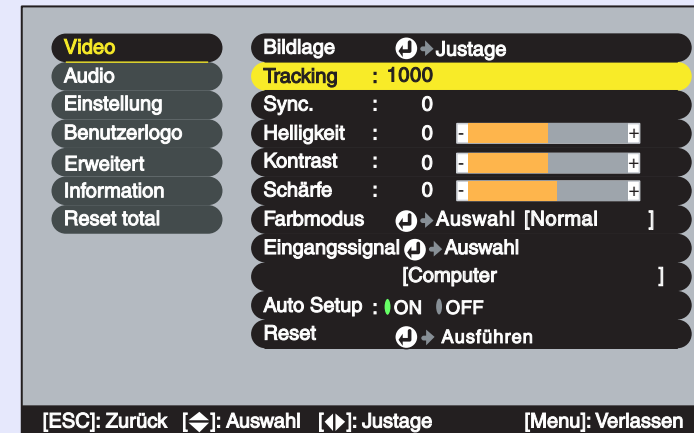 Video
Audio
Einstellung
Benutzerlogo
Erweitert
Information
Reset total
Bildlage Justage
Tracking : 1000
Sync. : 0
Helligkeit : 0 - +
Kontrast : 0 - +
Schärfe : 0 - +
Farbmodus Auswahl [Normal ]
Eingangssignal Auswahl
[Computer ]
Auto Setup : ON OFF
Reset Ausführen
[ESC]: Zurück [ ]: Auswahl [ ]: Justage [Menu]: Verlassen